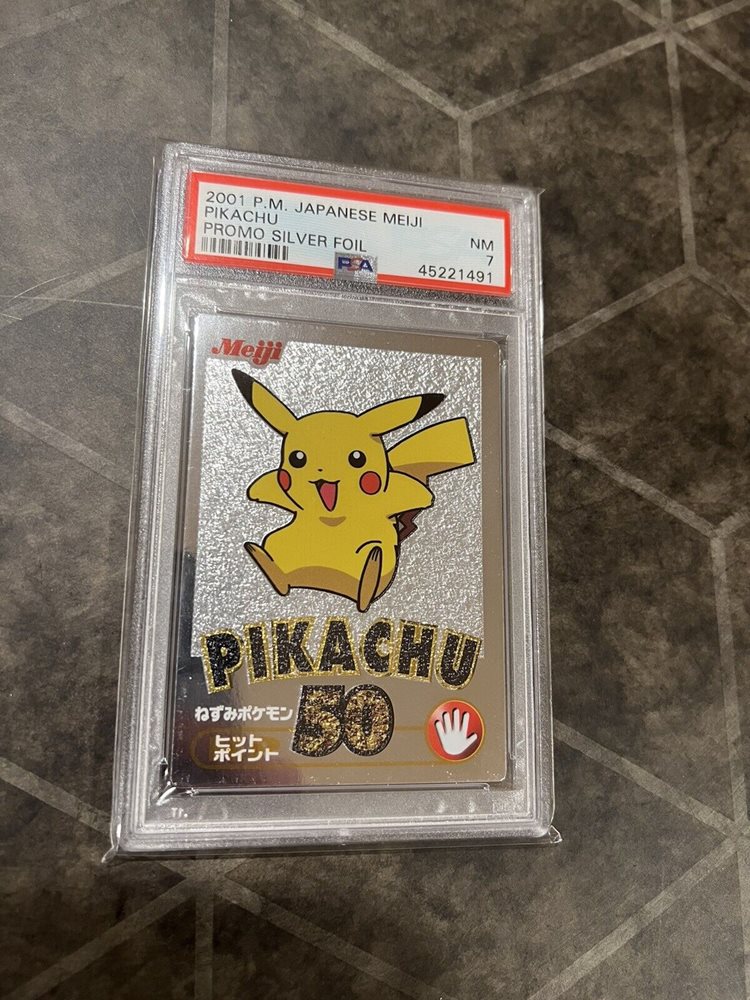 2001 P.M. JAPANESE MEIJI
PIKACHU
NM
PROMO SILVER FOIL
7
PSA
45221491
Meiji
PIKACHU
ねずみポケモン
50
ヒット
ポイント